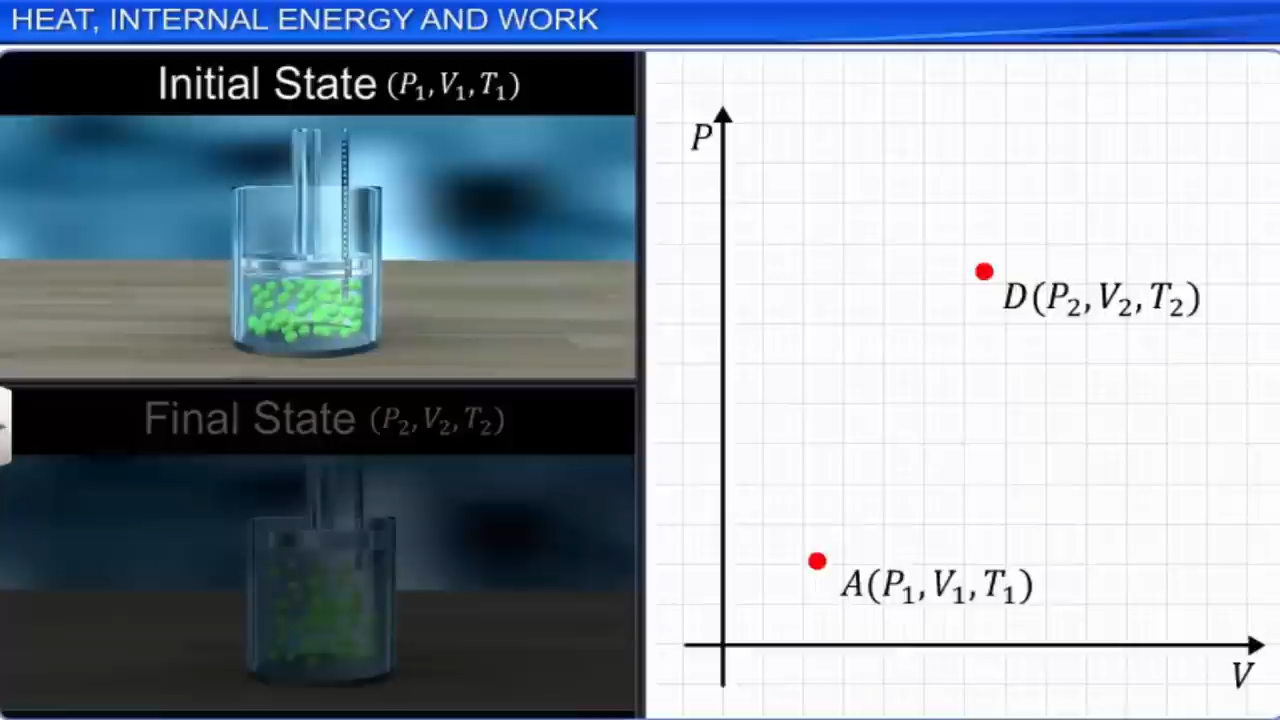 HEAT, INTERNAL ENERGY AND WORK
Initial State (P₁, V₁, T₁)
Final State (P₂, V₂, T₂)
P
D(P₂, V₂, T₂)
A(P₁, V₁, T₁)
V